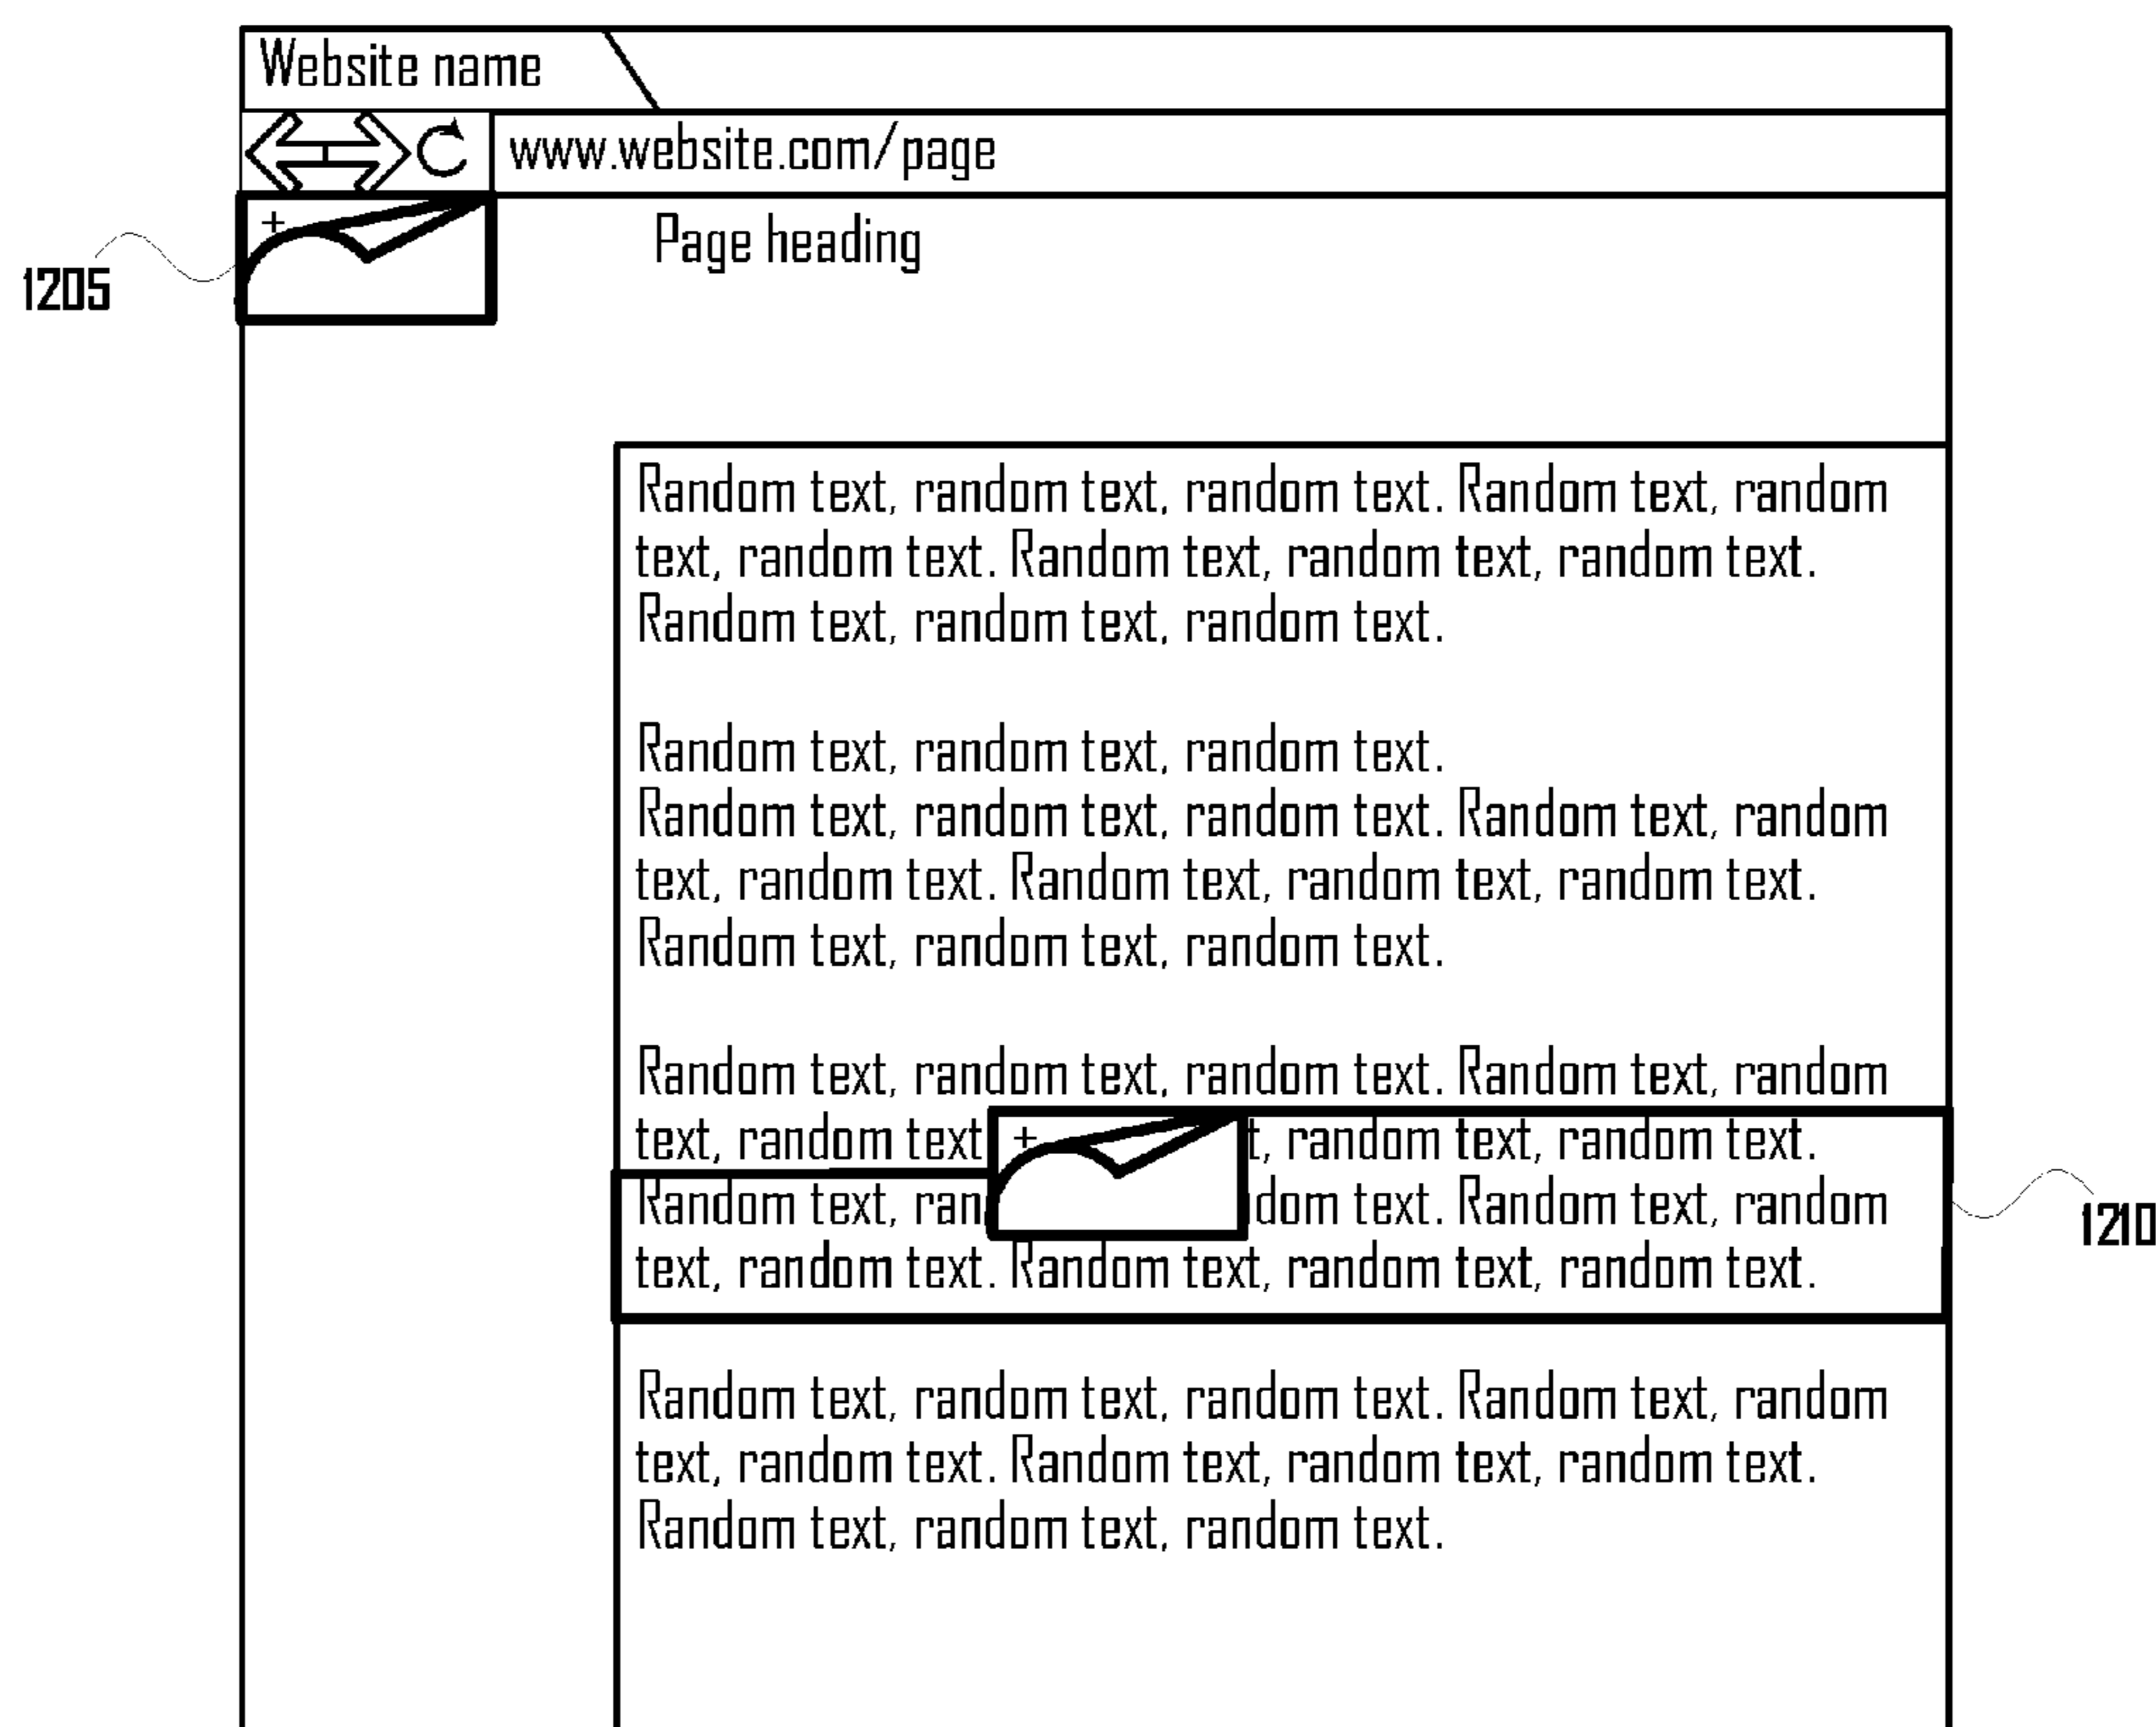 Website name
www.website.com/page
+
Page heading
1205
Random text, random text, random text. Random text, random
text, random text. Random text, random text, random text.
Random text, random text, random text.
Random text, random text, random text.
Random text, random text, random text. Random text, random
text, random text. Random text, random text, random text.
Random text, random text, random text.
Random text, random text, random text. Random text, random
text, random text + t, random text, random text.
Random text, ran dom text. Random text, random
1210
text, random text. Random text, random text, random text.
Random text, random text, random text. Random text, random
text, random text. Random text, random text, random text.
Random text, random text, random text.